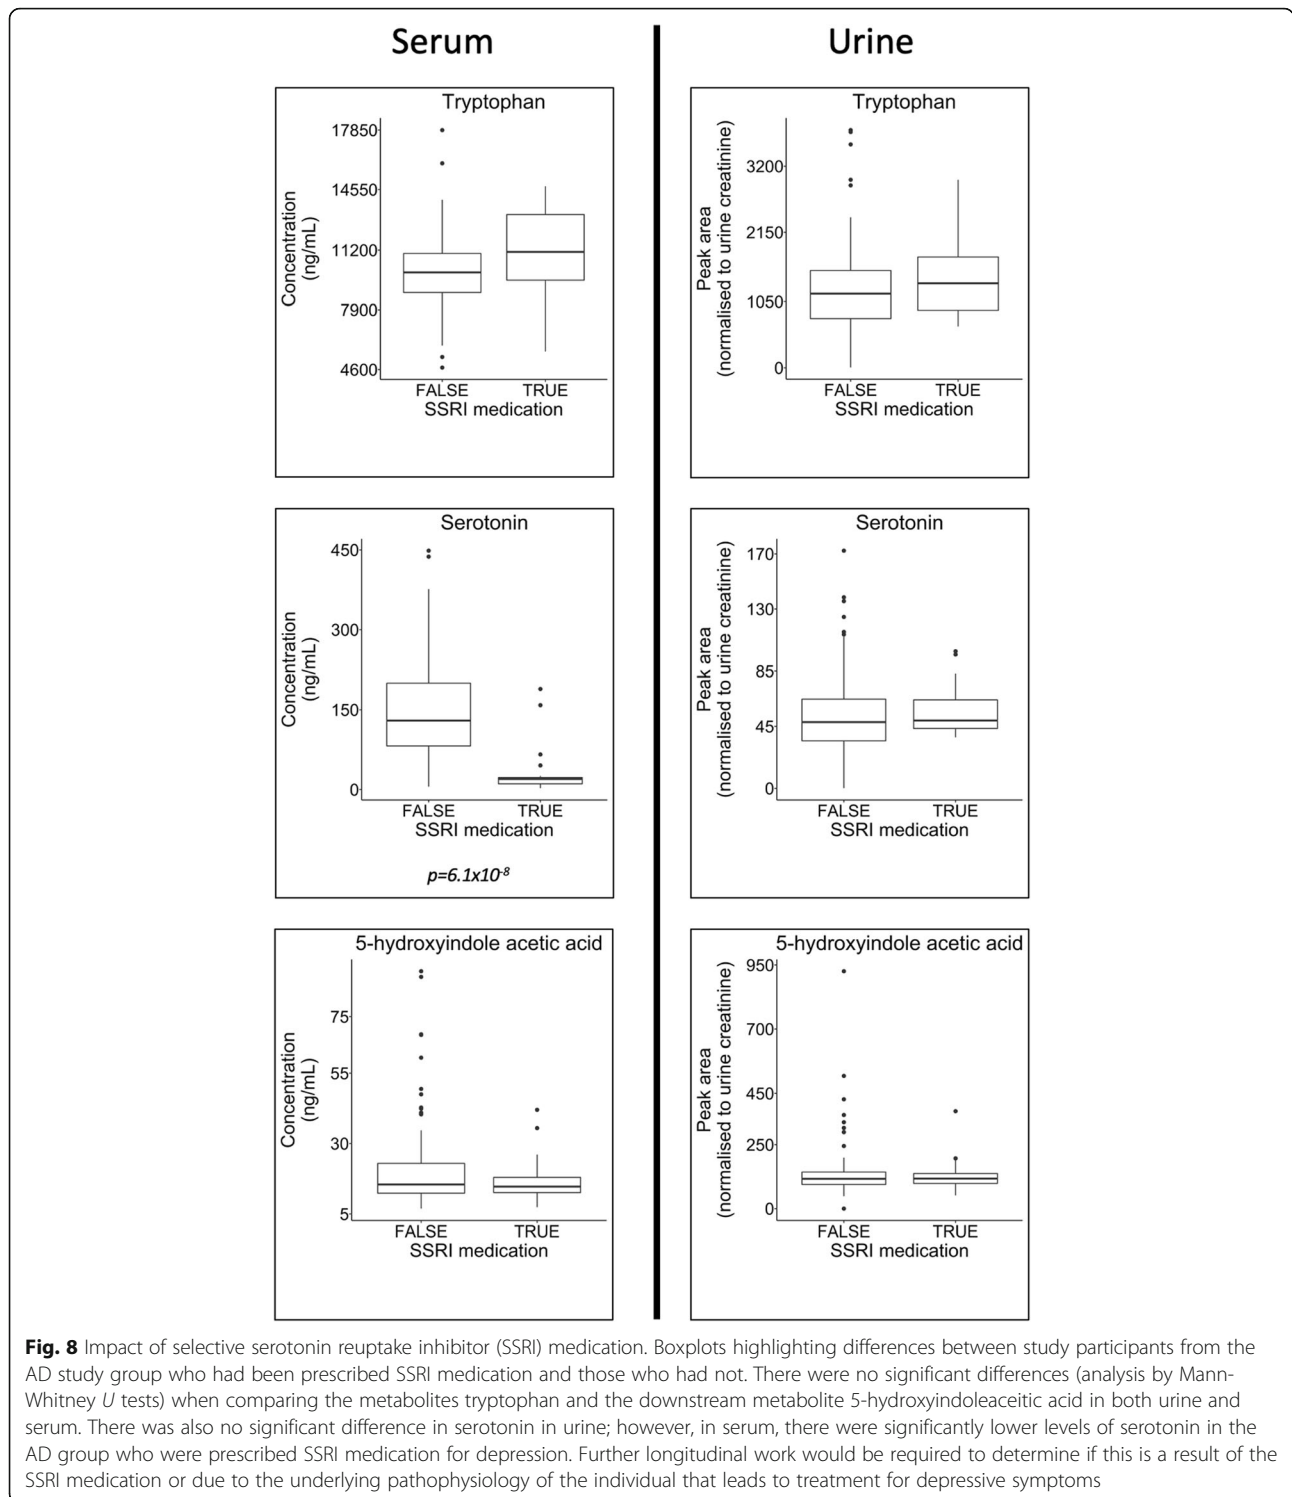 Serum
Urine
Tryptophan
17850
14550
11200
7900
4600
Concentration
(ng/mL)
FALSE TRUE
SSRI medication
Tryptophan
3200
2150
1050
0
Peak area
(normalised to urine creatinine)
FALSE TRUE
SSRI medication
Serotonin
450
300
150
0
Concentration
(ng/mL)
FALSE TRUE
SSRI medication
p=6.1x10-8
Serotonin
170
130
85
45
0
Peak area
(normalised to urine creatinine)
FALSE TRUE
SSRI medication
5-hydroxyindole acetic acid
75
55
30
5
Concentration
(ng/mL)
FALSE TRUE
SSRI medication
5-hydroxyindole acetic acid
950
700
450
250
0
Peak area
(normalised to urine creatinine)
FALSE TRUE
SSRI medication
Fig. 8 Impact of selective serotonin reuptake inhibitor (SSRI) medication. Boxplots highlighting differences between study participants from the
AD study group who had been prescribed SSRI medication and those who had not. There were no significant differences (analysis by Mann-
Whitney U tests) when comparing the metabolites tryptophan and the downstream metabolite 5-hydroxyindoleaceitic acid in both urine and
serum. There was also no significant difference in serotonin in urine; however, in serum, there were significantly lower levels of serotonin in the
AD group who were prescribed SSRI medication for depression. Further longitudinal work would be required to determine if this is a result of the
SSRI medication or due to the underlying pathophysiology of the individual that leads to treatment for depressive symptoms